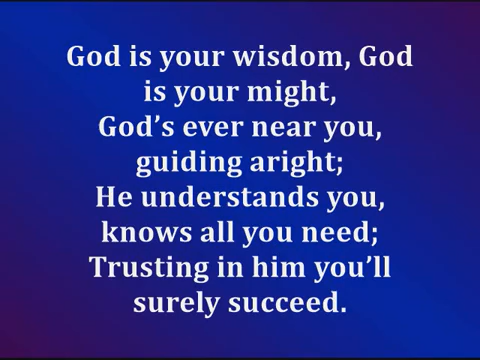 God is your wisdom, God
is your might,
God’s ever near you,
guiding aright;
He understands you,
knows all you need;
Trusting in him you’ll
surely succeed.